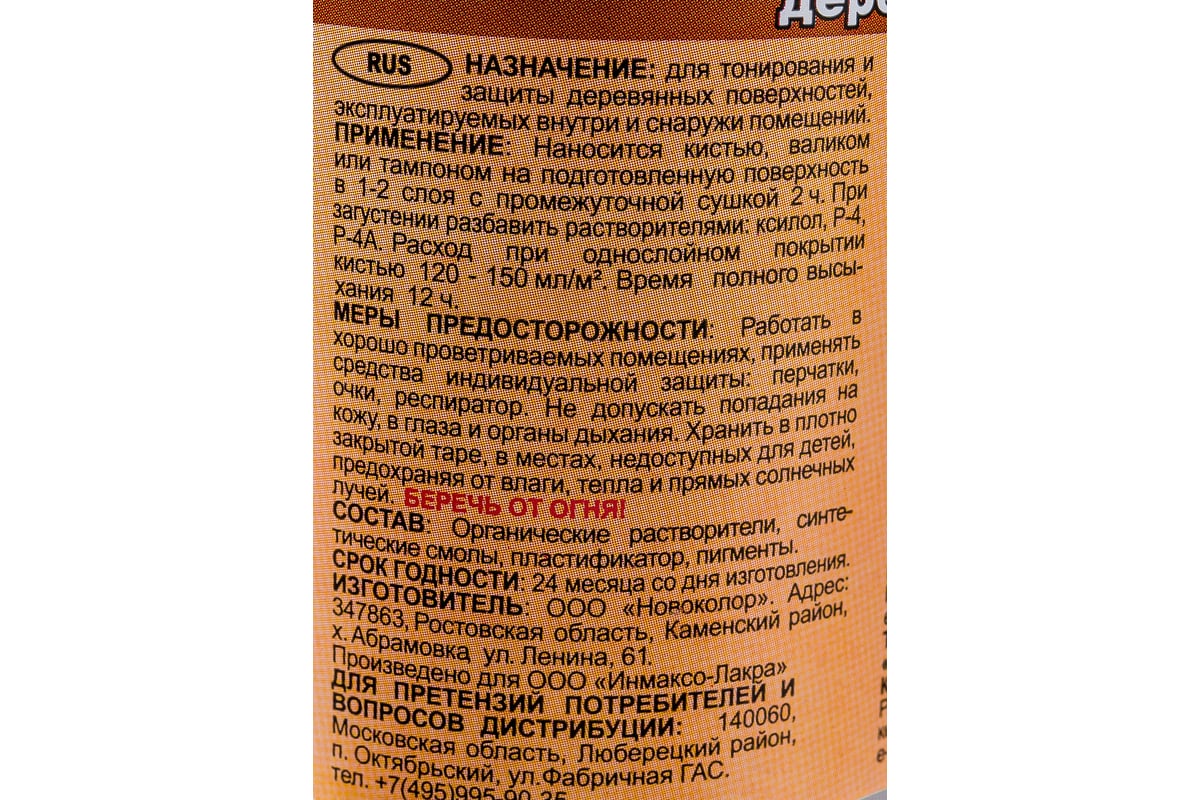 RUS НАЗНАЧЕНИЕ: для тонирования и
защиты деревянных поверхностей,
эксплуатируемых внутри и снаружи помещений.
ПРИМЕНЕНИЕ: Наносится кистью, валиком
или тампоном на подготовленную поверхность
в 1-2 слоя с промежуточной сушкой 2 ч. При
загустении разбавить растворителями: ксилол, Р-4,
Р-4А. Расход при однослойном покрытии
кистью 120 - 150 мл/м². Время полного высы-
хания 12 ч.
МЕРЫ ПРЕДОСТОРОЖНОСТИ: Работать в
хорошо проветриваемых помещениях, применять
средства индивидуальной защиты: перчатки,
очки, респиратор. Не допускать попадания на
кожу, в глаза и органы дыхания. Хранить в плотно
закрытой таре, в местах, недоступных для детей,
предохраняя от влаги, тепла и прямых солнечных
лучей. БЕРЕЧЬ ОТ ОГНЯ!
СОСТАВ: Органические растворители, синте-
тические смолы, пластификатор, пигменты.
СРОК ГОДНОСТИ: 24 месяца со дня изготовления.
ИЗГОТОВИТЕЛЬ: ООО «Новоколор». Адрес:
347863, Ростовская область, Каменский район,
х. Абрамовка ул. Ленина, 61.
Произведено для ООО «Инмаксо-Лакра»
ДЛЯ ПРЕТЕНЗИЙ ПОТРЕБИТЕЛЕЙ И
ВОПРОСОВ ДИСТРИБУЦИИ: 140060,
Московская область, Люберецкий район,
п. Октябрьский, ул.Фабричная ГАС.
тел. +7(495)995-90-35